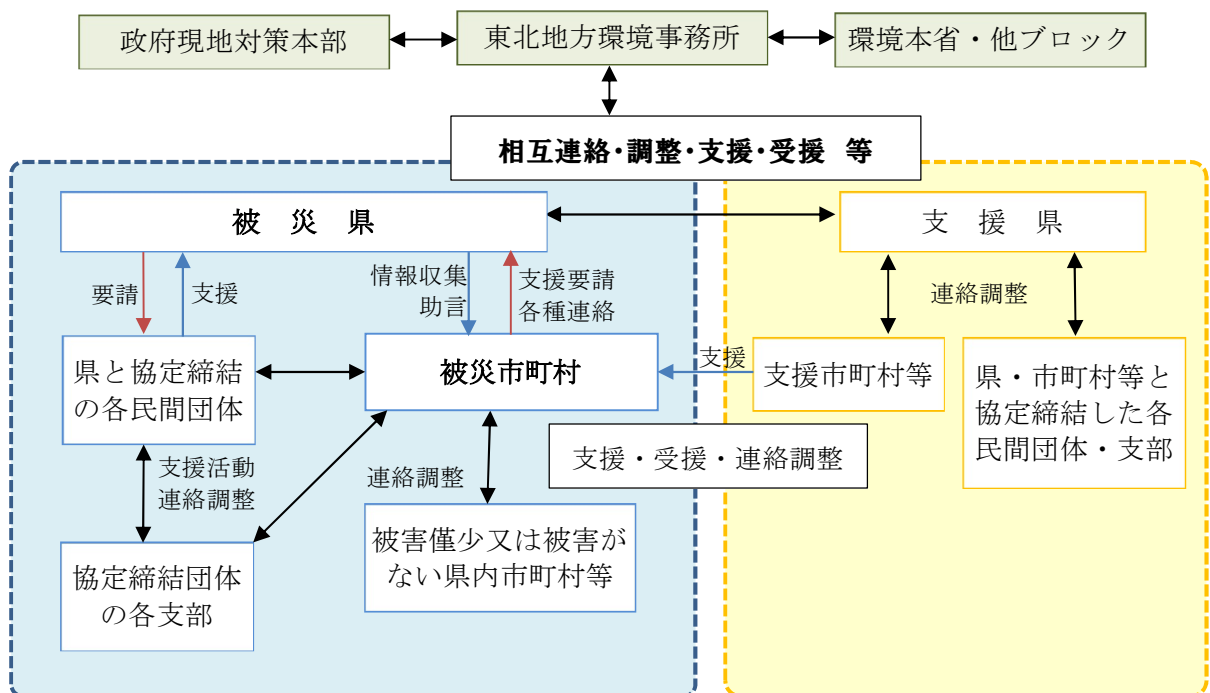 政府現地対策本部
東北地方環境事務所
環境本省・他ブロック
相互連絡・調整・支援・受援 等
被 災 県
支 援 県
要請
支援
情報収集
助言
支援要請
各種連絡
連絡調整
県と協定締結
の各民間団体
被災市町村
支援
支援市町村等
県・市町村等と
協定締結した各
民間団体・支部
支援活動
連絡調整
連絡調整
支援・受援・連絡調整
協定締結団体
の各支部
被害僅少又は被害が
ない県内市町村等